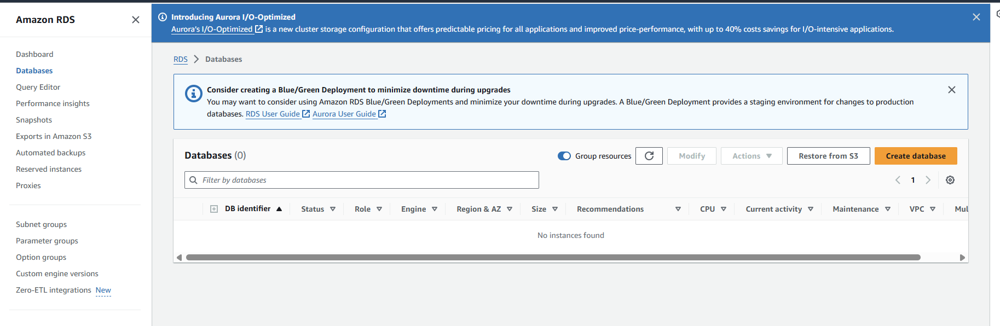 Amazon RDS
Dashboard
Databases
Query Editor
Performance insights
Snapshots
Exports in Amazon S3
Automated backups
Reserved instances
Proxies
Subnet groups
Parameter groups
Option groups
Custom engine versions
Zero-ETL integrations New
Introducing Aurora I/O-Optimized
Aurora's I/O-Optimized is a new cluster storage configuration that offers predictable pricing for all applications and improved price-performance, with up to 40% costs savings for I/O-intensive applications.
RDS > Databases
Consider creating a Blue/Green Deployment to minimize downtime during upgrades
You may want to consider using Amazon RDS Blue/Green Deployments and minimize your downtime during upgrades. A Blue/Green Deployment provides a staging environment for changes to production
databases. RDS User Guide Aurora User Guide
Databases (0) Group resources Modify Actions Restore from S3 Create database
Filter by databases 1
DB identifier Status Role Engine Region & AZ Size Recommendations CPU Current activity Maintenance VPC Mul
No instances found